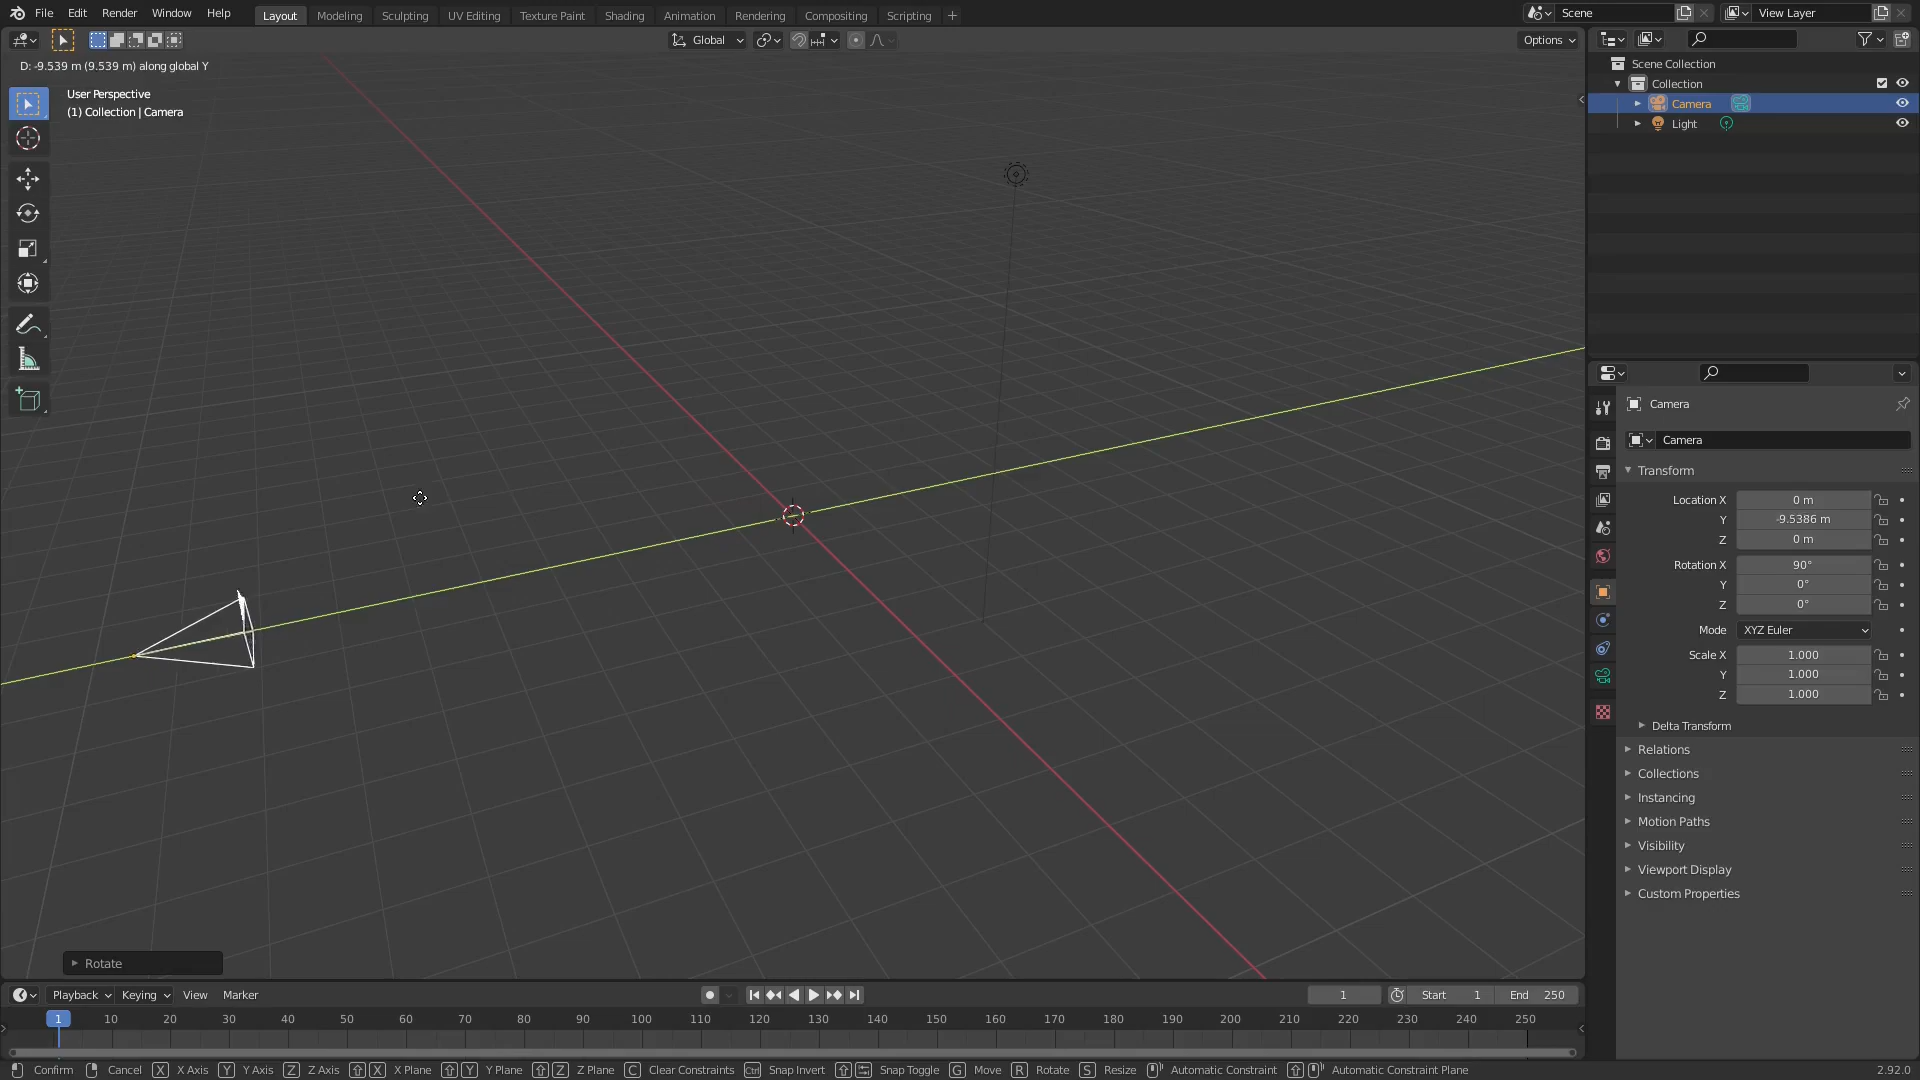 File Edit Render Window Help Layout Modeling Sculpting UV Editing Texture Paint Shading Animation Rendering Compositing Scripting + Scene View Layer
Global Options
D: -9.539 m (9.539 m) along global Y
User Perspective
(1) Collection | Camera
Scene Collection
Collection
Camera
Light
Camera
Camera
Transform
Location X 0 m
Y -9.5386 m
Z 0 m
Rotation X 90°
Y 0°
Z 0°
Mode XYZ Euler
Scale X 1.000
Y 1.000
Z 1.000
Delta Transform
Relations
Collections
Instancing
Motion Paths
Visibility
Viewport Display
Custom Properties
Rotate
Playback Keying View Marker 1 Start 1 End 250
1 10 20 30 40 50 60 70 80 90 100 110 120 130 140 150 160 170 180 190 200 210 220 230 240 250
Confirm Cancel X X Axis Y Y Axis Z Z Axis X X Plane Y Y Plane Z Z Plane C Clear Constraints Ctrl Snap Invert Snap Toggle G Move R Rotate S Resize Automatic Constraint Automatic Constraint Plane 2.92.0